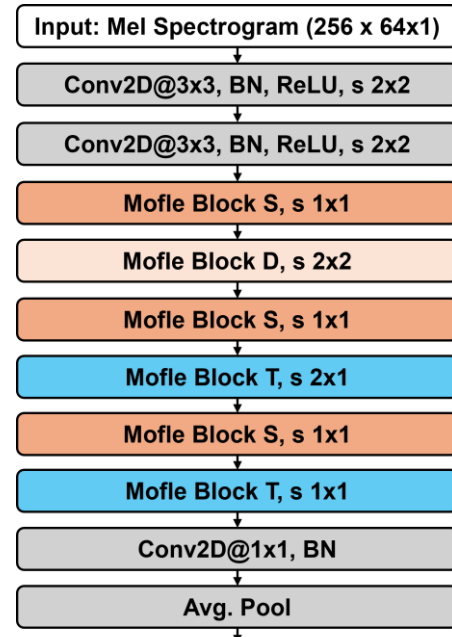 Input: Mel Spectrogram (256 x 64x1)
Conv2D@3x3, BN, ReLU, s 2x2
Conv2D@3x3, BN, ReLU, s 2x2
Mofle Block S, s 1x1
Mofle Block D, s 2x2
Mofle Block S, s 1x1
Mofle Block T, s 2x1
Mofle Block S, s 1x1
Mofle Block T, s 1x1
Conv2D@1x1, BN
Avg. Pool